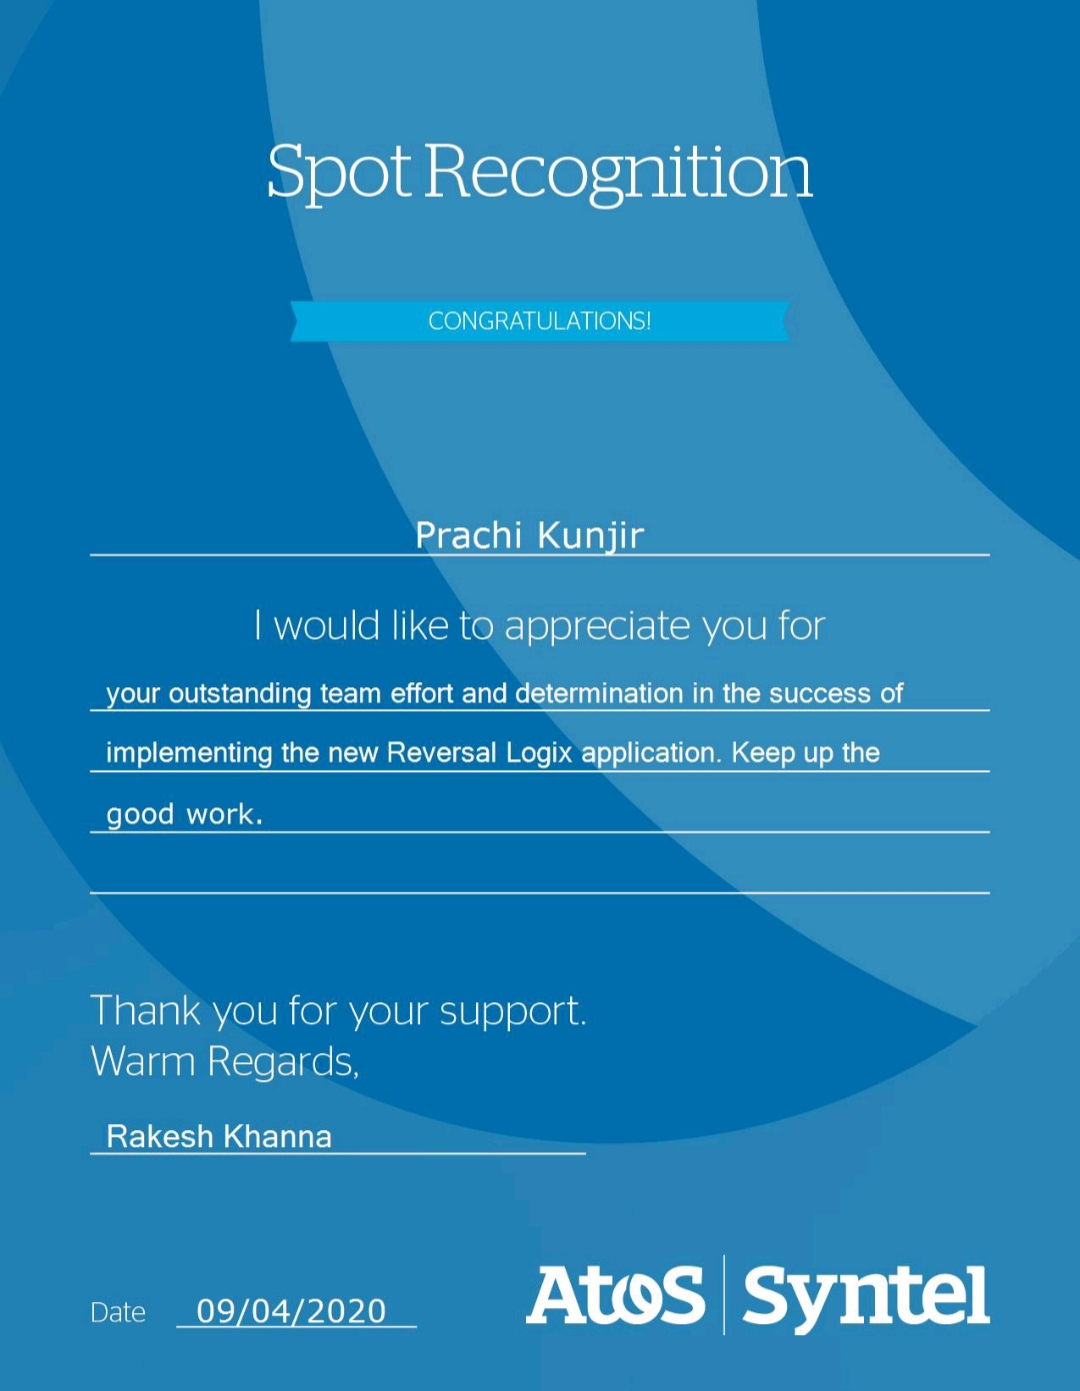 Spot Recognition
CONGRATULATIONS!
Prachi Kunjir
I would like to appreciate you for
your outstanding team effort and determination in the success of
implementing the new Reversal Logix application. Keep up the
good work.
Thank you for your support.
Warm Regards,
Rakesh Khanna
Date 09/04/2020
Atos | Syntel